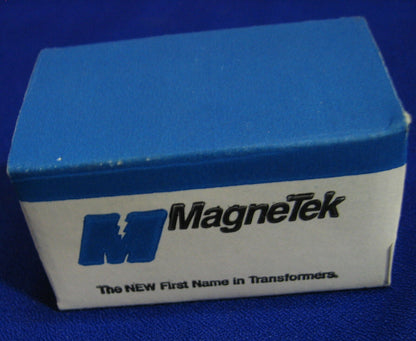 MagneTek
The NEW First Name in Transformers.